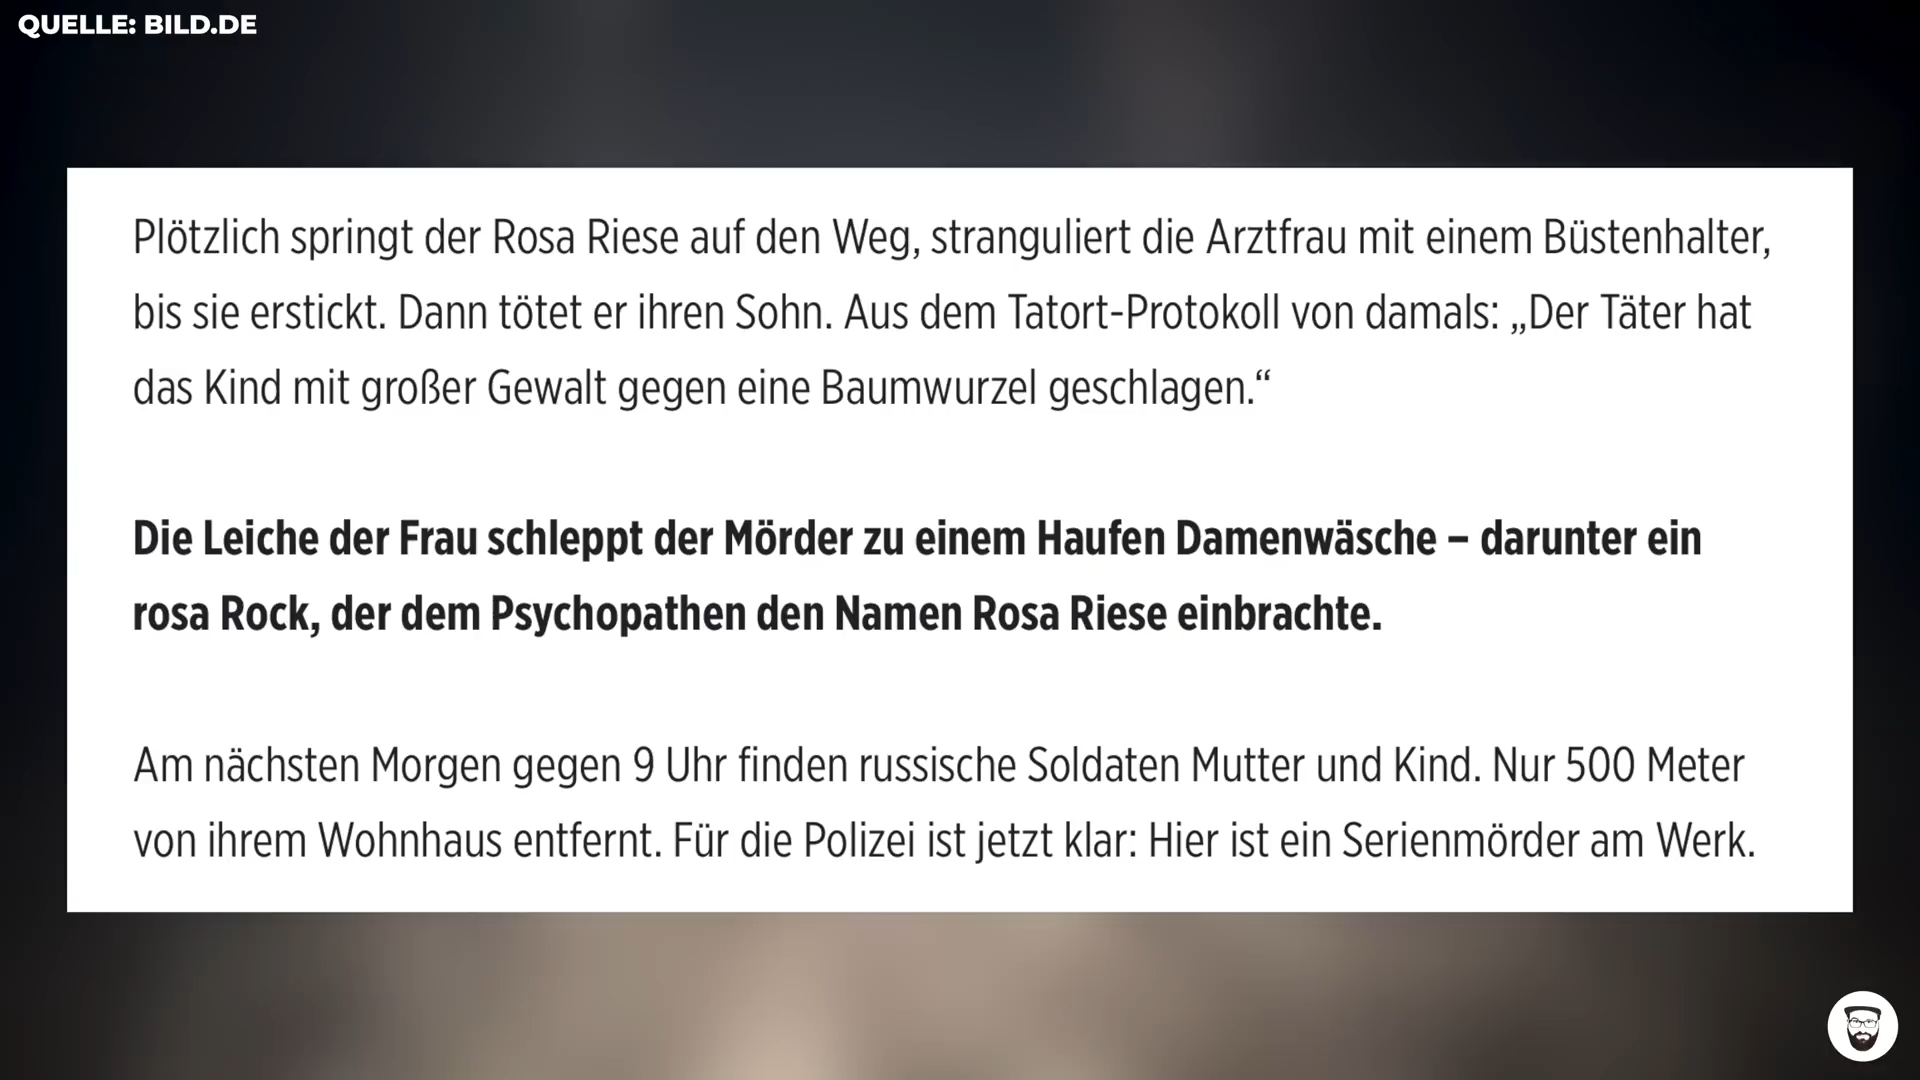 QUELLE: BILD.DE
Plötzlich springt der Rosa Riese auf den Weg, stranguliert die Arztfrau mit einem Büstenhalter,
bis sie erstickt. Dann tötet er ihren Sohn. Aus dem Tatort-Protokoll von damals: „Der Täter hat
das Kind mit großer Gewalt gegen eine Baumwurzel geschlagen.“
Die Leiche der Frau schleppt der Mörder zu einem Haufen Damenwäsche – darunter ein
rosa Rock, der dem Psychopathen den Namen Rosa Riese einbrachte.
Am nächsten Morgen gegen 9 Uhr finden russische Soldaten Mutter und Kind. Nur 500 Meter
von ihrem Wohnhaus entfernt. Für die Polizei ist jetzt klar: Hier ist ein Serienmörder am Werk.